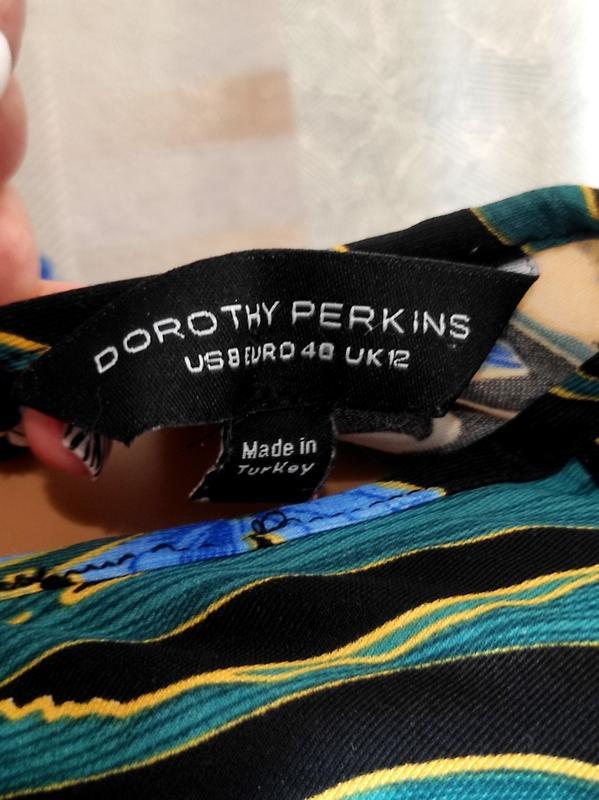 DOROTHY PERKINS
US8 EURO 40 UK12
Made in
Turkey